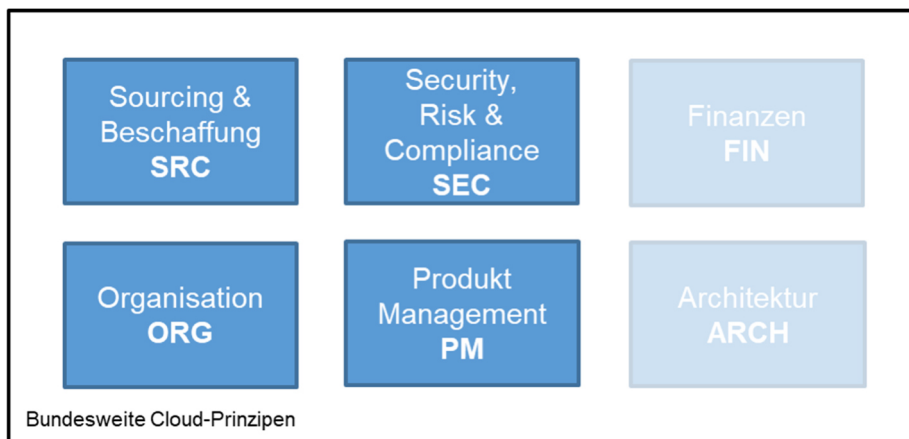 Sourcing &
Beschaffung
SRC
Security,
Risk &
Compliance
SEC
Finanzen
FIN
Organisation
ORG
Produkt
Management
PM
Architektur
ARCH
Bundesweite Cloud-Prinzipen